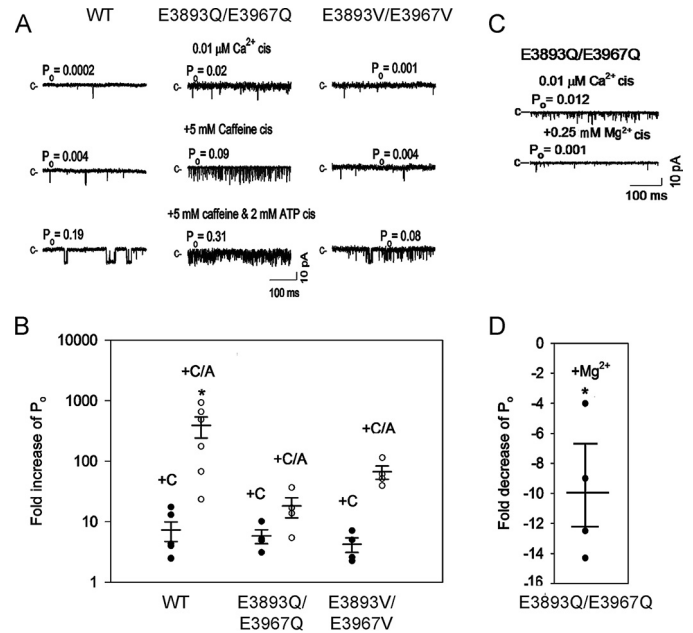 A
WT
E3893Q/E3967Q
E3893V/E3967V
0.01 μM Ca2+ cis
Po = 0.0002
Po = 0.02
Po = 0.001
c-
c-
c-
+5 mM Caffeine cis
Po = 0.004
Po = 0.09
Po = 0.004
c-
c-
c-
+5 mM caffeine & 2 mM ATP cis
Po = 0.19
Po = 0.31
Po = 0.08
c-
c-
c-
10 pA
100 ms
C
E3893Q/E3967Q
0.01 μM Ca2+ cis
Po = 0.012
c-
+0.25 mM Mg2+ cis
Po = 0.001
c-
100 ms
10 pA
B
Fold increase of Po
10000
1000
100
10
1
+C
+C/A
*
+C
+C/A
+C
+C/A
WT
E3893Q/
E3967Q
E3893V/
E3967V
D
Fold decrease of Po
0
-2
-4
-6
-8
-10
-12
-14
-16
+Mg2+
*
E3893Q/E3967Q